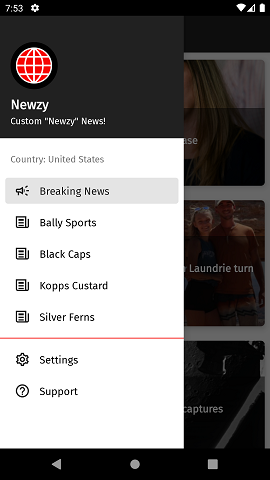 7:53
Newzy
Custom "Newzy" News!
Country: United States
Breaking News
Bally Sports
Black Caps
Kopps Custard
Silver Ferns
Settings
Support
Laundrie turn
captures